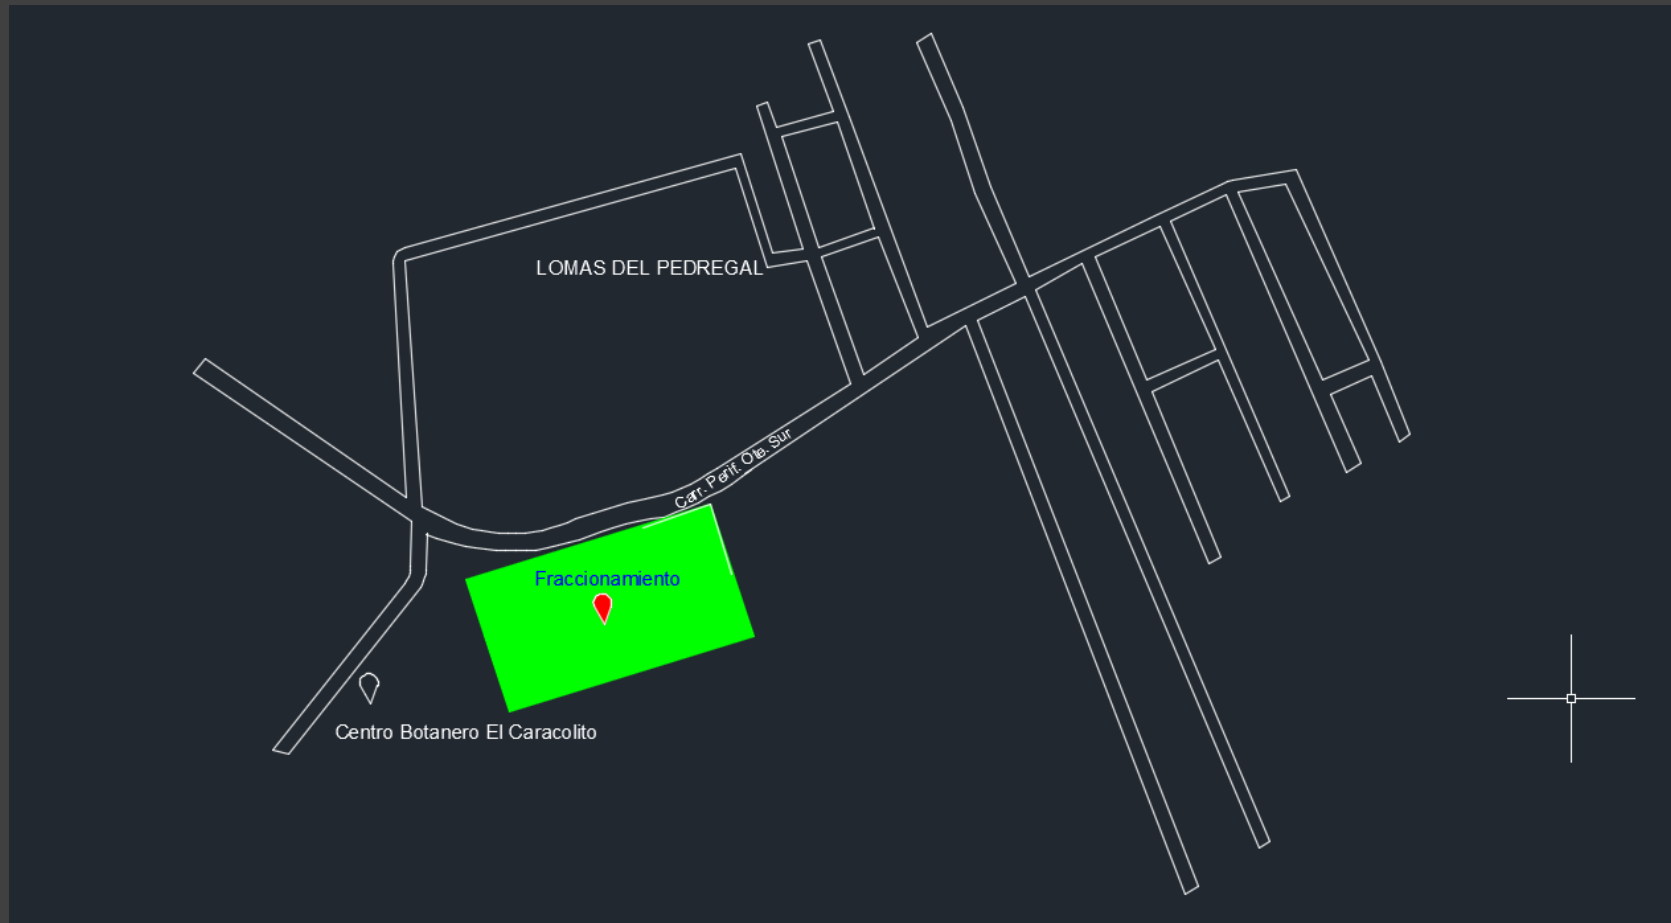 LOMAS DEL PEDREGAL
Carr. Perif. Ote. Sur
Fraccionamiento
Centro Botanero El Caracolito